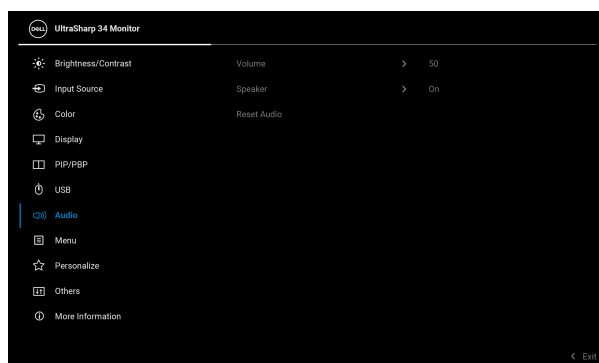 DELL UltraSharp 34 Monitor
Brightness/Contrast Volume 50
Input Source Speaker On
Color Reset Audio
Display
PIP/PBP
USB
Audio
Menu
Personalize
Others
More Information
Exit